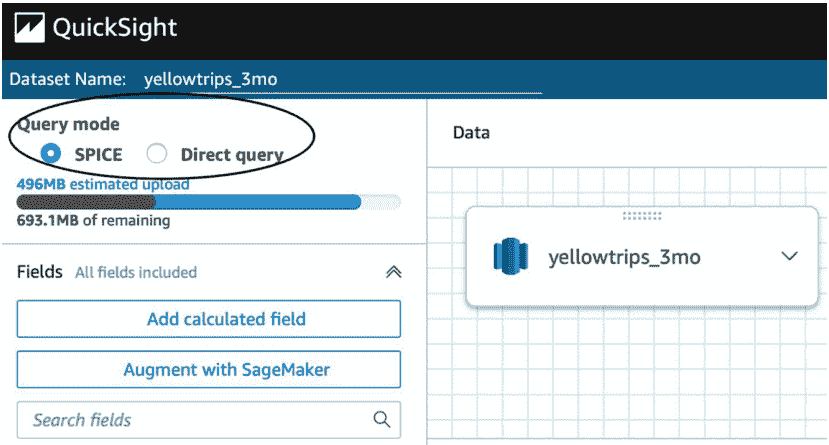 QuickSight
Dataset Name: yellowtrips_3mo
Query mode
SPICE Direct query
496MB estimated upload
693.1MB of remaining
Fields All fields included
Add calculated field
Augment with SageMaker
Search fields
Data
yellowtrips_3mo